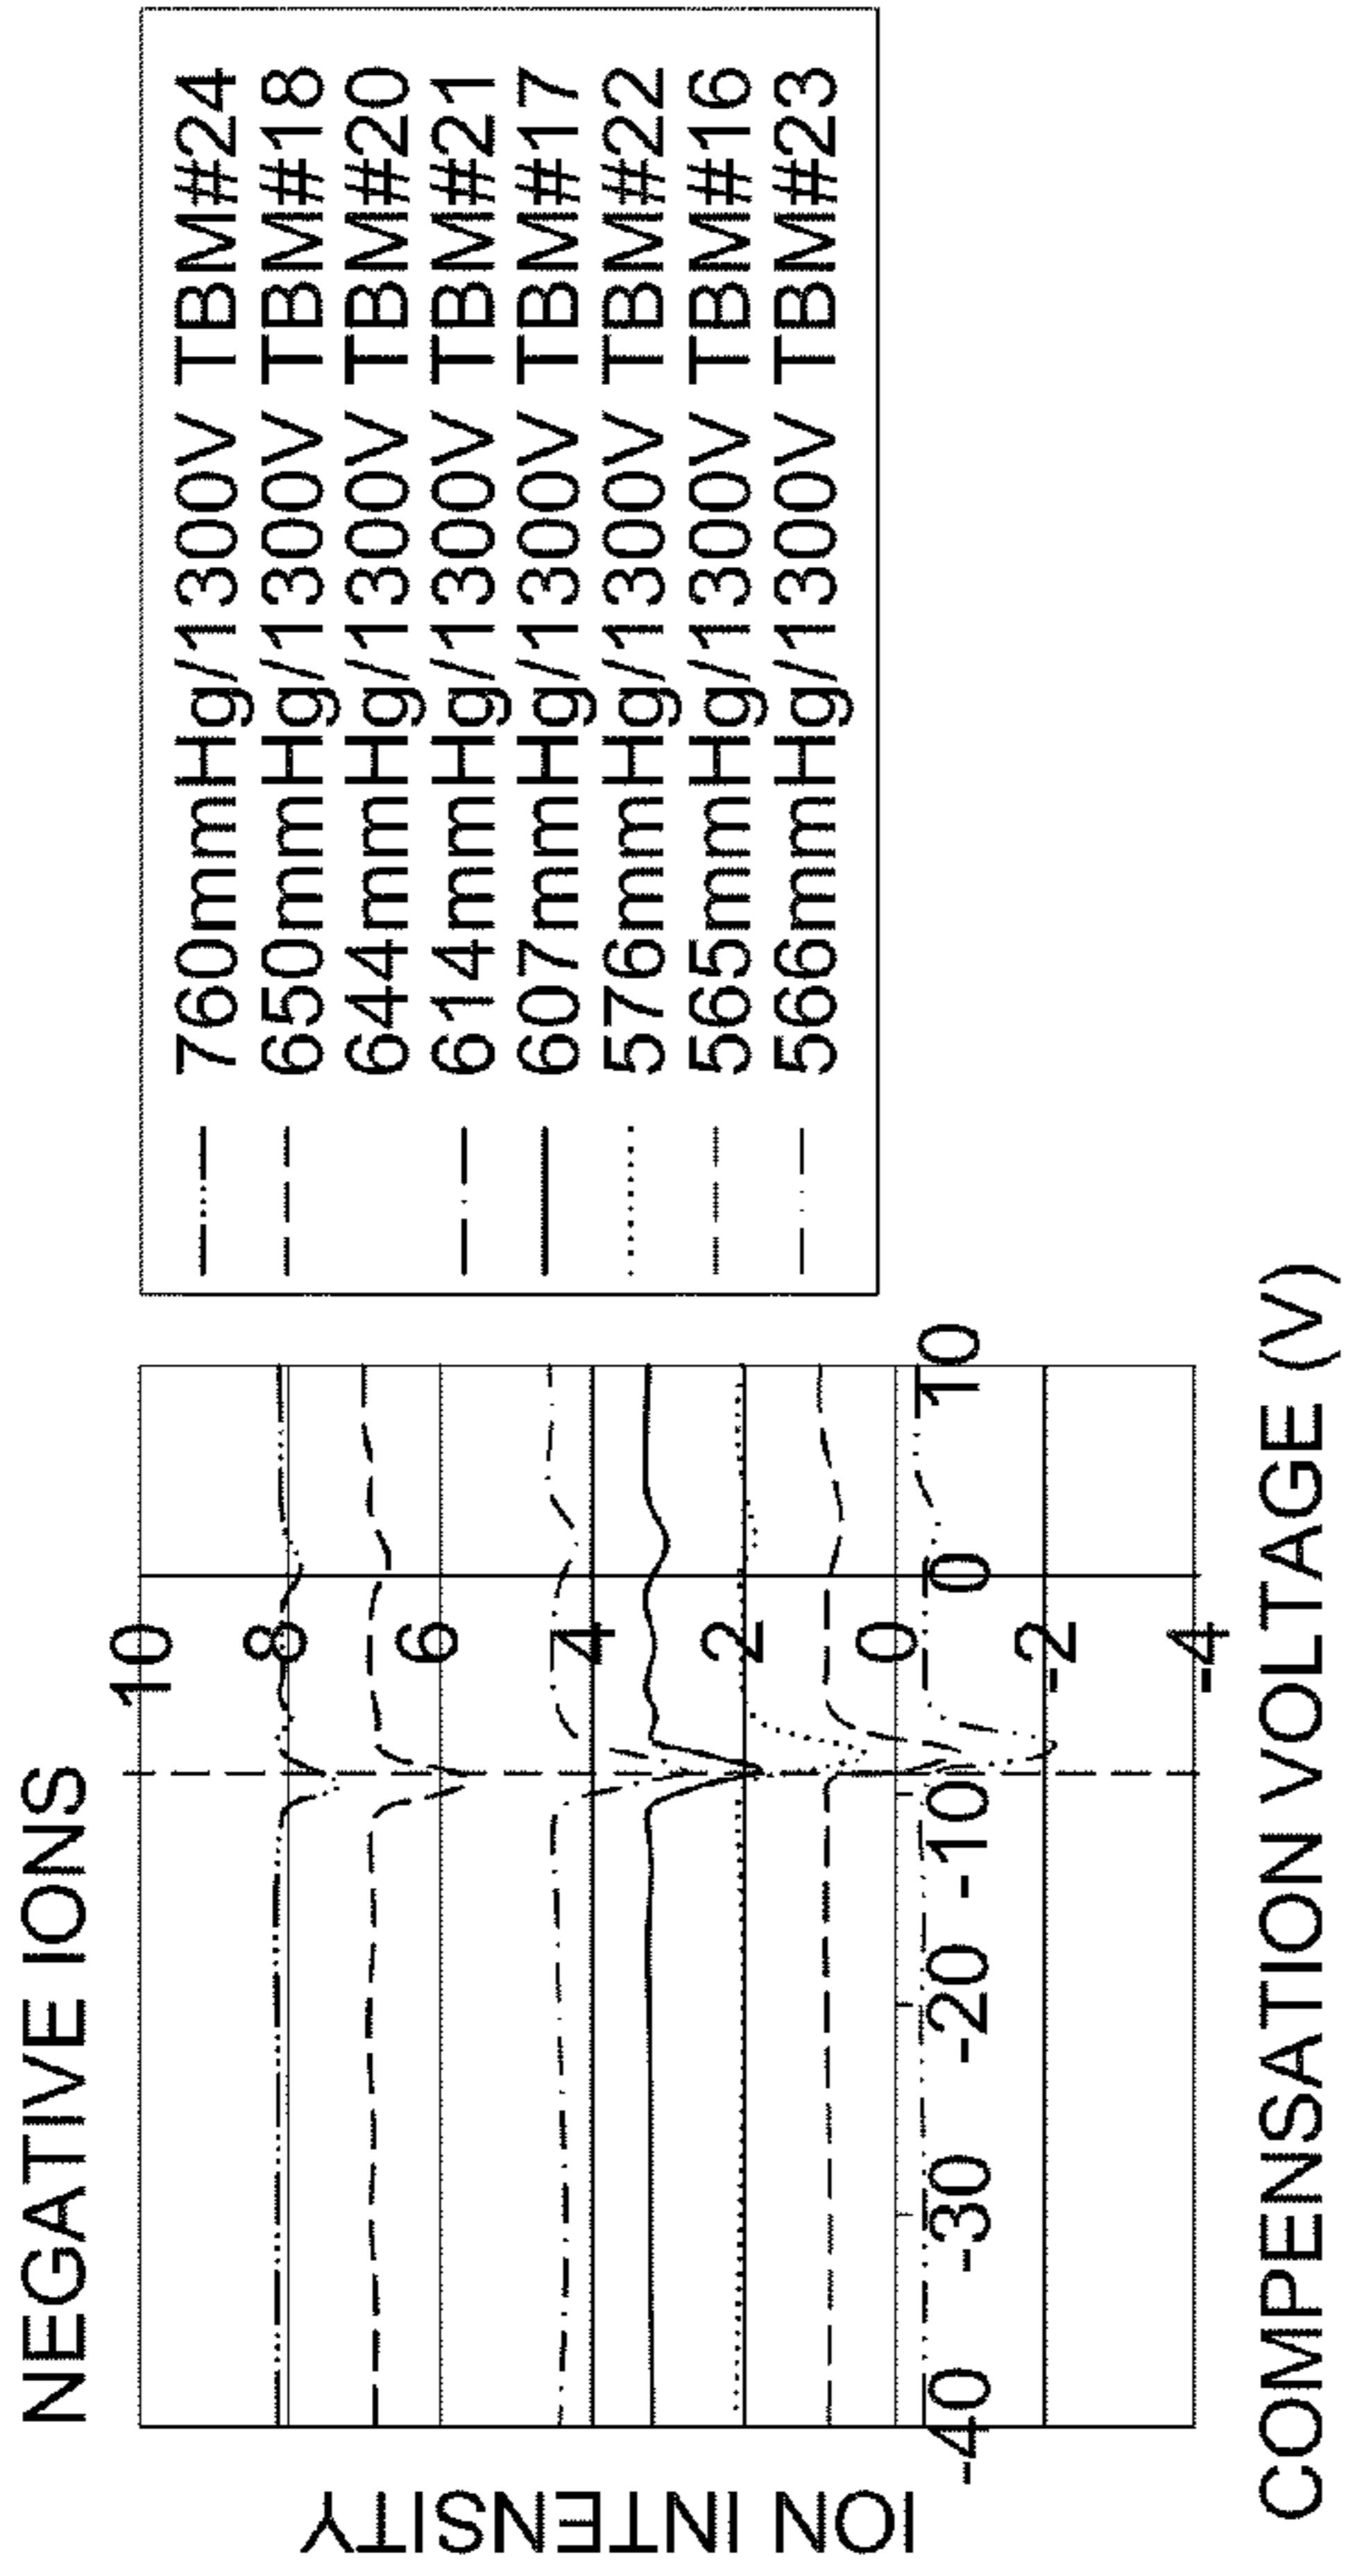 NEGATIVE IONS
ION INTENSITY
10
8
6
4
2
0
-2
-4
-40 -30 -20 -10 0 10
COMPENSATION VOLTAGE (V)
760mmHg/1300V TBM#24
650mmHg/1300V TBM#18
644mmHg/1300V TBM#20
614mmHg/1300V TBM#21
607mmHg/1300V TBM#17
576mmHg/1300V TBM#22
565mmHg/1300V TBM#16
566mmHg/1300V TBM#23